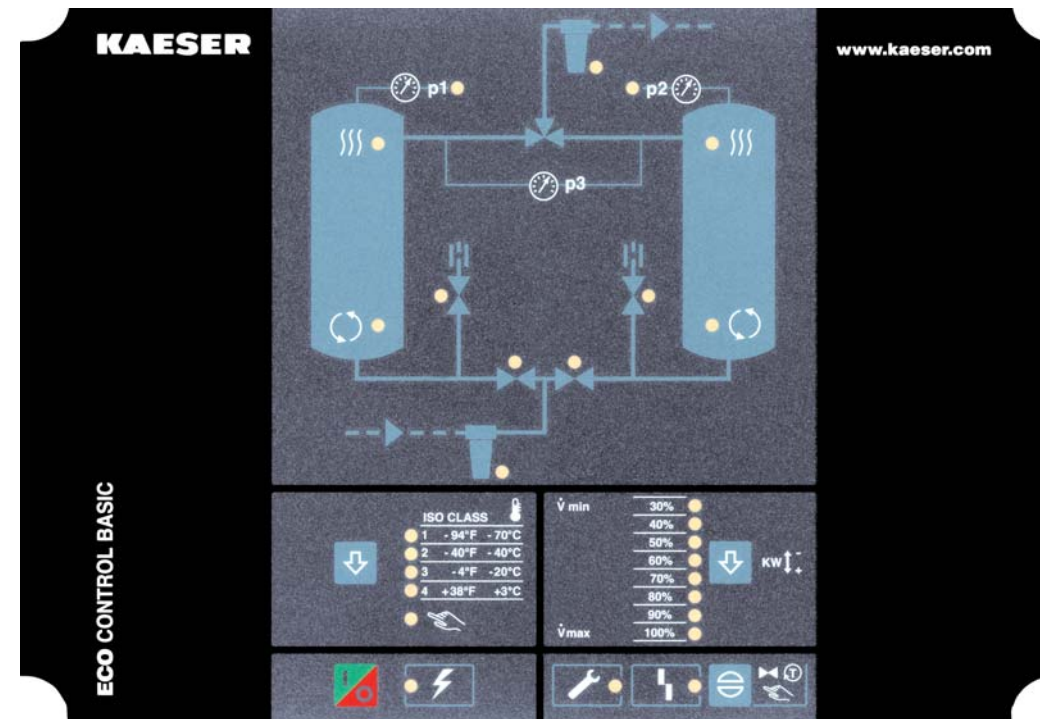 KAESER
www.kaeser.com
p1
p2
p3
ECO CONTROL BASIC
ISO CLASS
1 - 94°F - 70°C
2 - 40°F - 40°C
3 - 4°F -20°C
4 +38°F +3°C
V̇ min 30%
40%
50%
60%
70%
80%
90%
V̇max 100%
KW - +
I
O
T